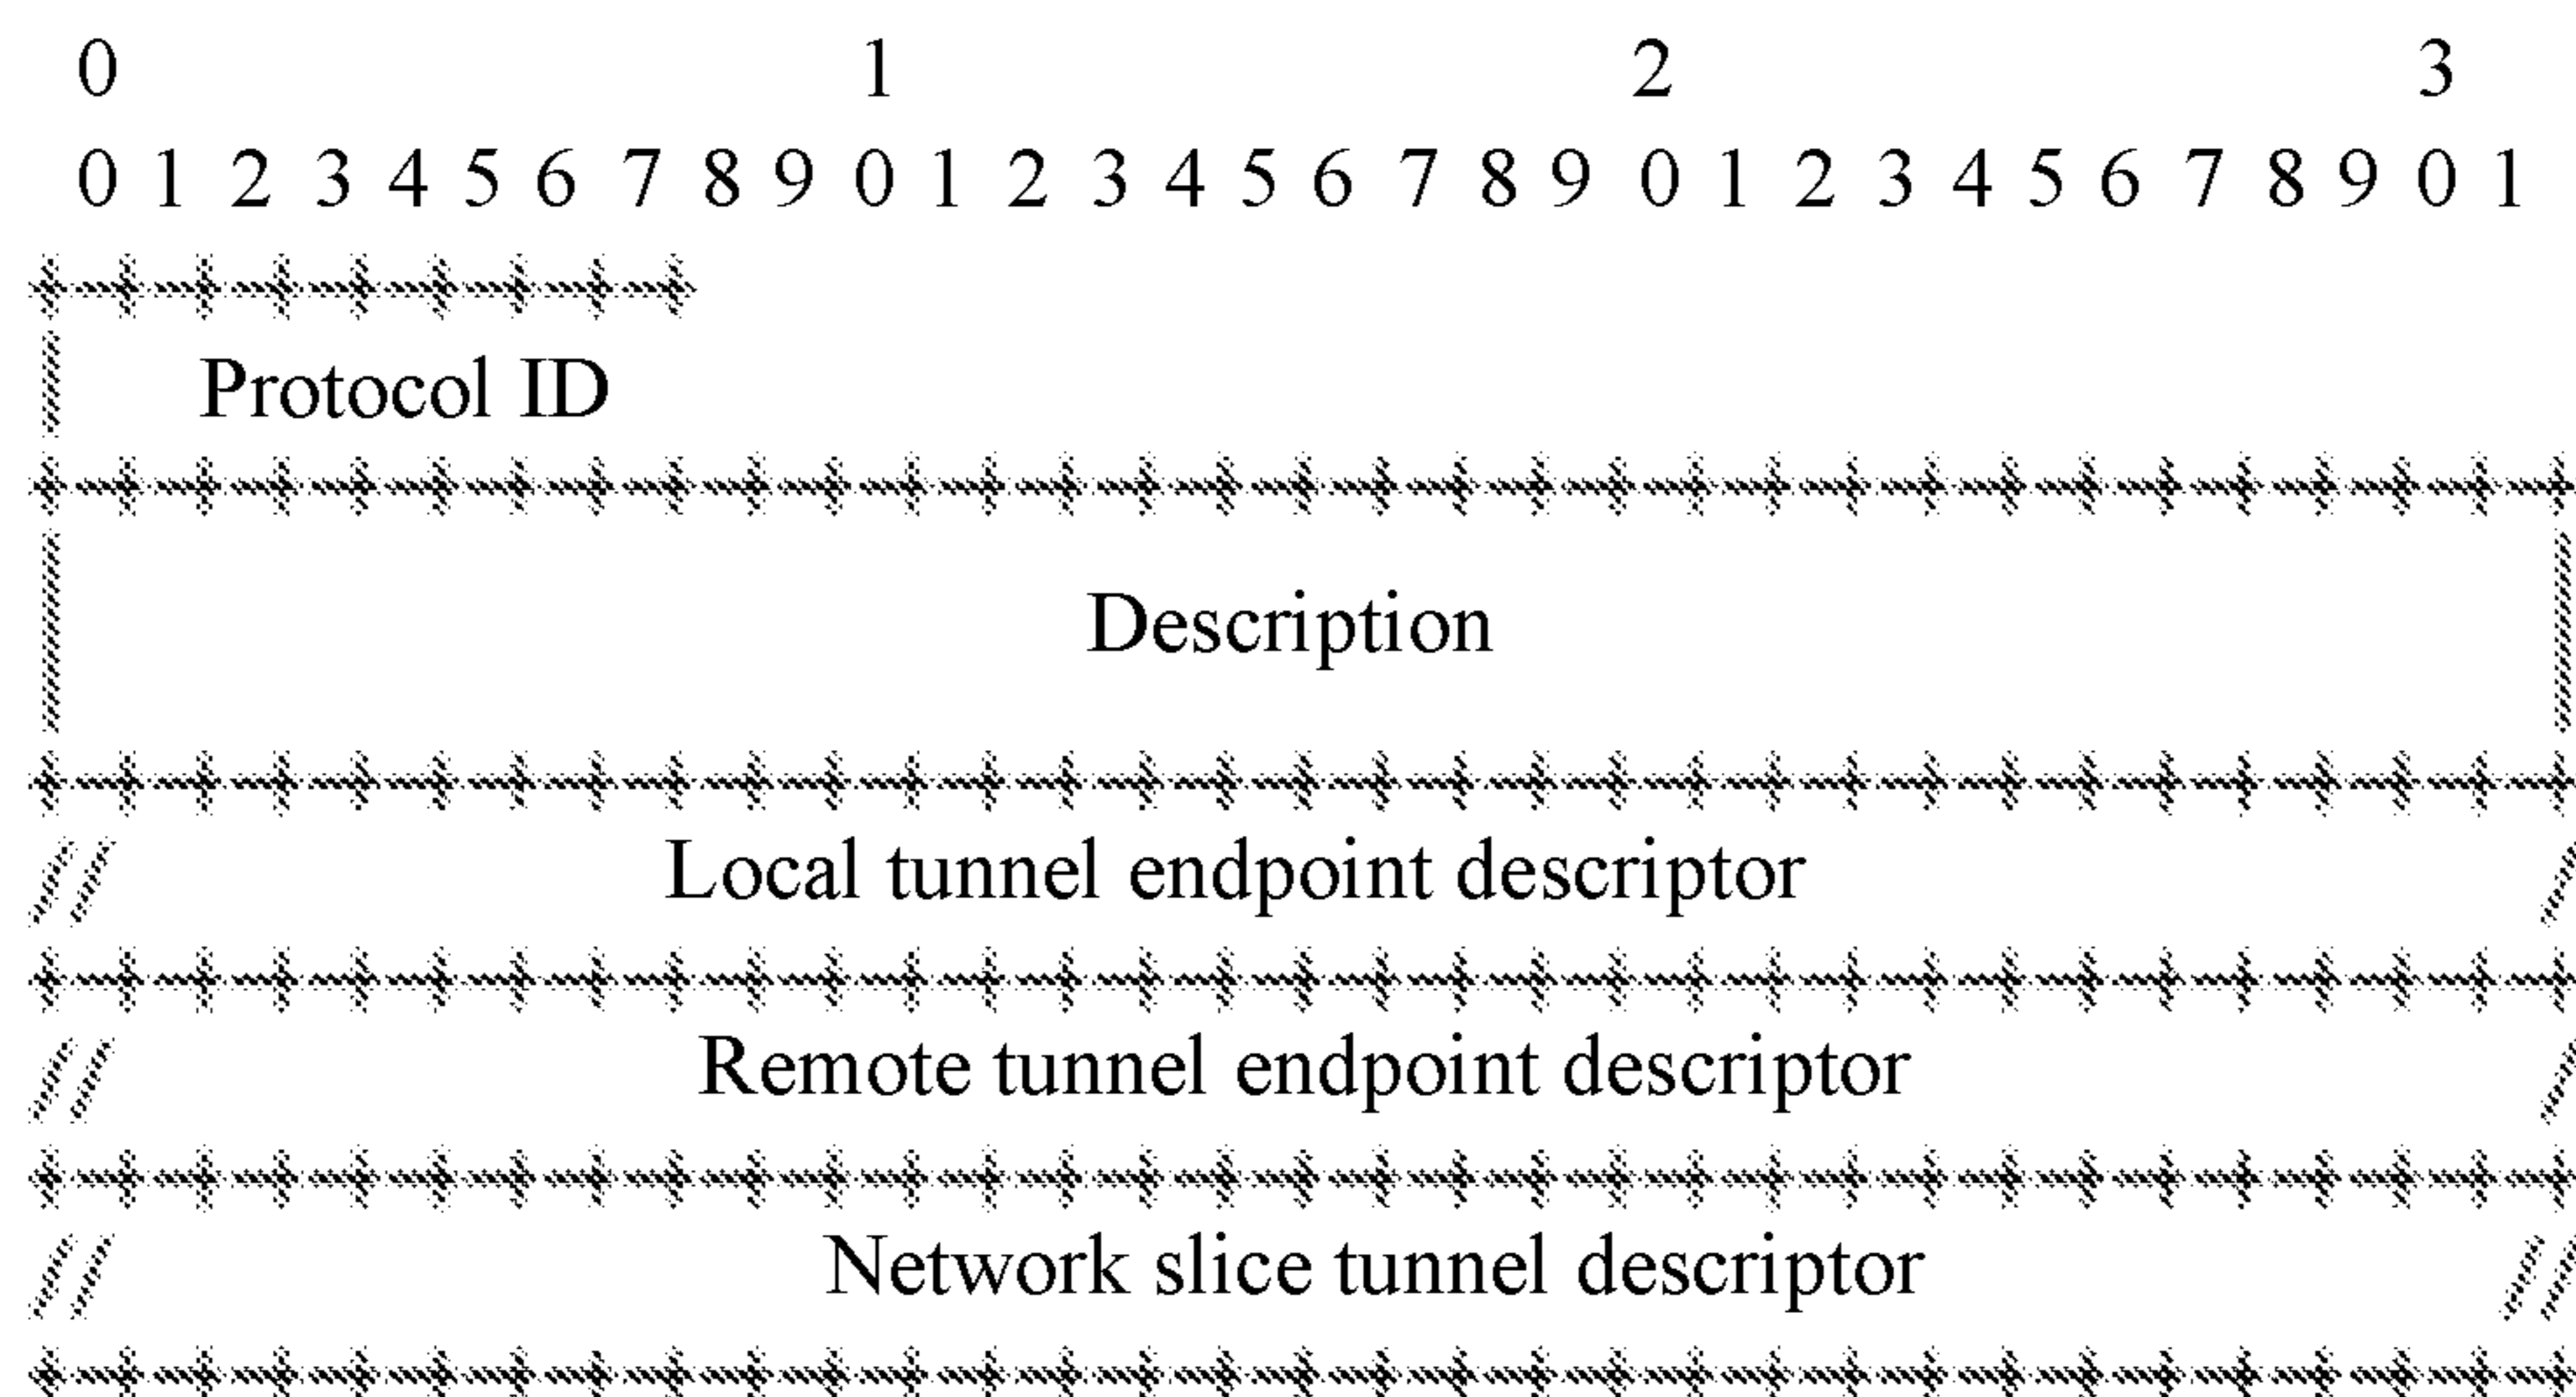 0 1 2 3
0 1 2 3 4 5 6 7 8 9 0 1 2 3 4 5 6 7 8 9 0 1 2 3 4 5 6 7 8 9 0 1
Protocol ID
Description
Local tunnel endpoint descriptor
Remote tunnel endpoint descriptor
Network slice tunnel descriptor